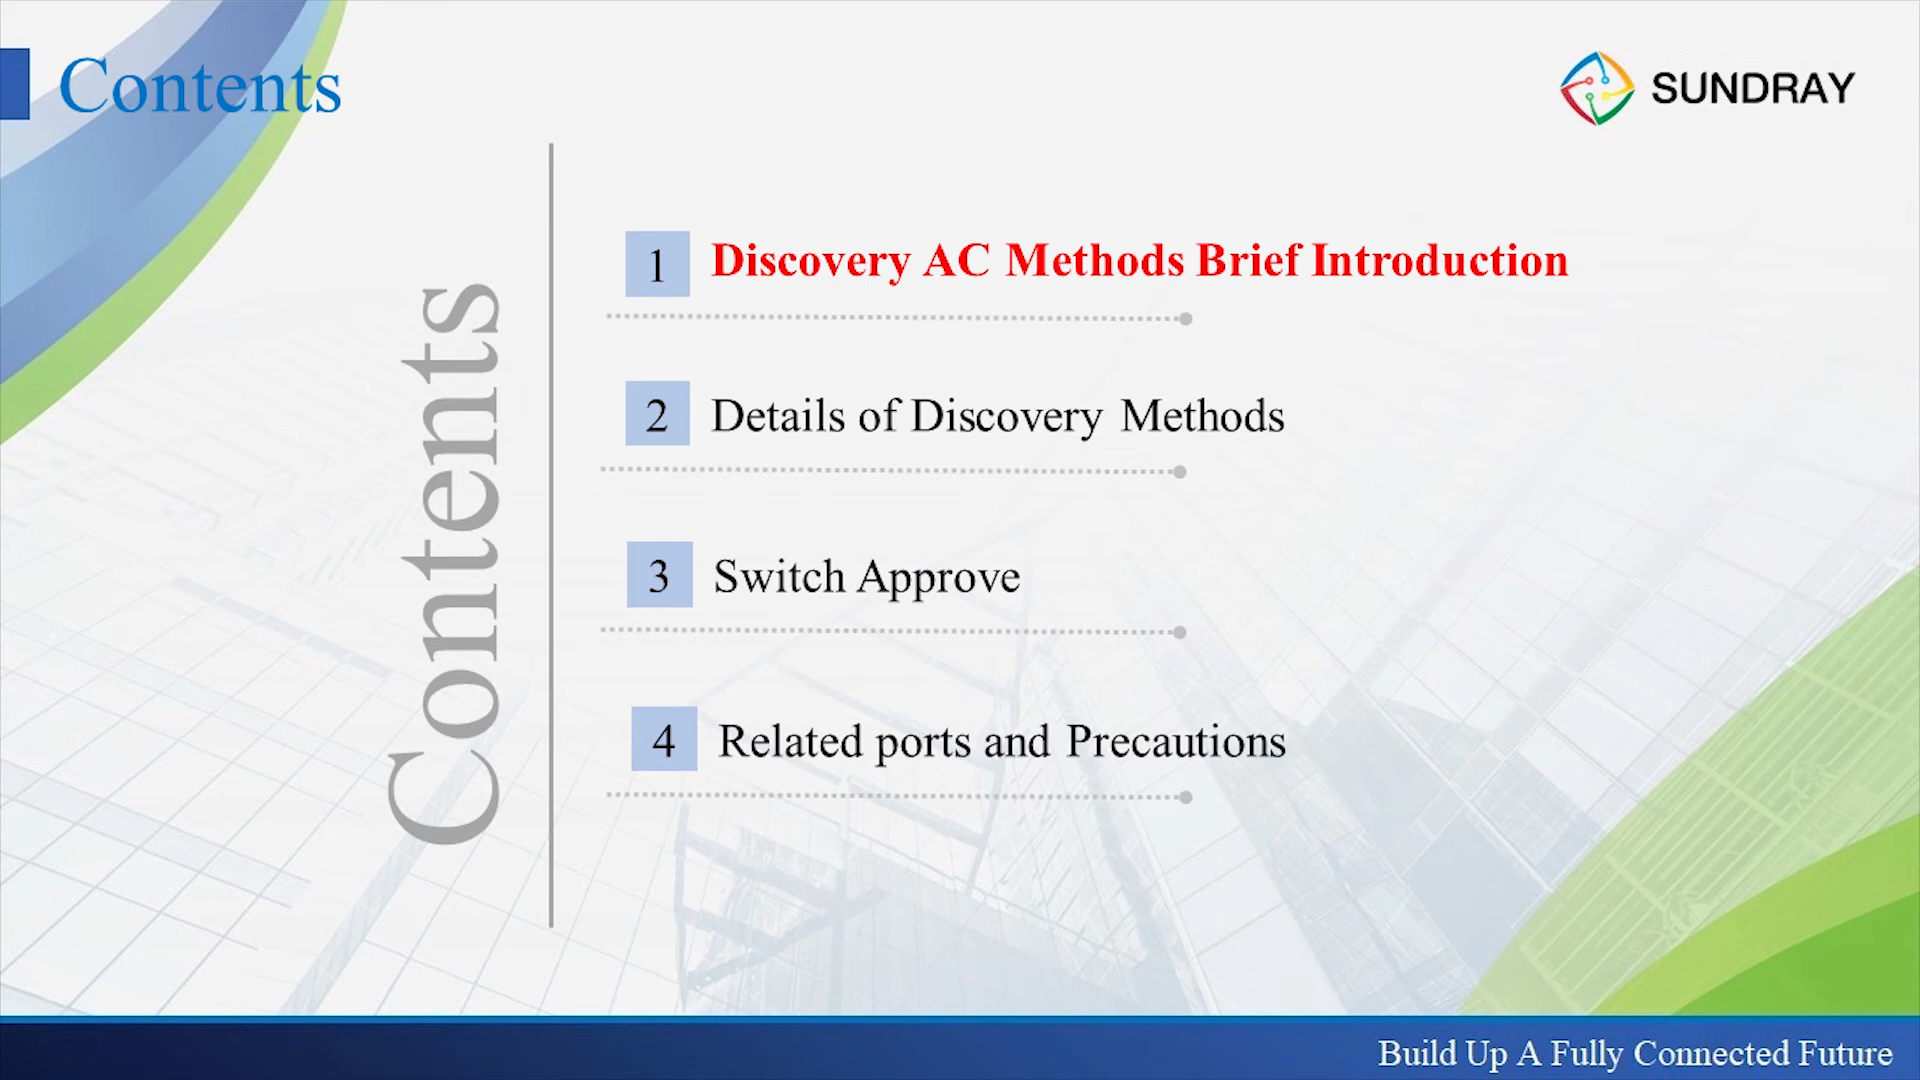 Contents
SUNDRAY
Contents
1 Discovery AC Methods Brief Introduction
2 Details of Discovery Methods
3 Switch Approve
4 Related ports and Precautions
Build Up A Fully Connected Future